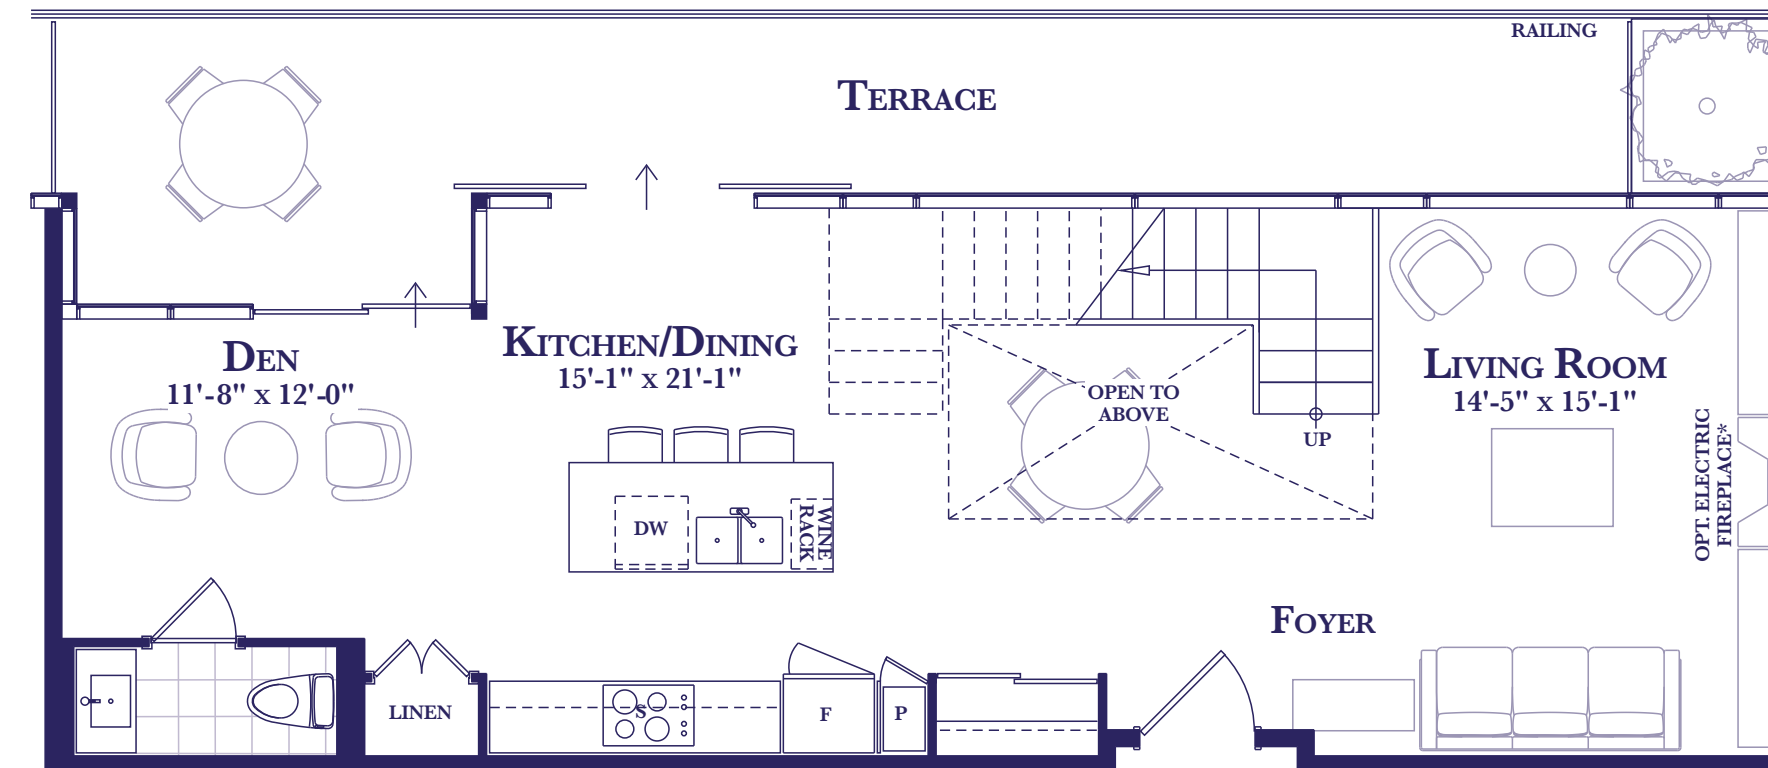 RAILING
TERRACE
DEN
11'-8" X 12'-0"
KITCHEN/DINING
15'-1" X 21'-1"
OPEN TO
ABOVE
UP
LIVING ROOM
14'-5" X 15'-1"
OPT. ELECTRIC
FIREPLACE*
DW
WINE
RACK
FOYER
LINEN
S
F
P